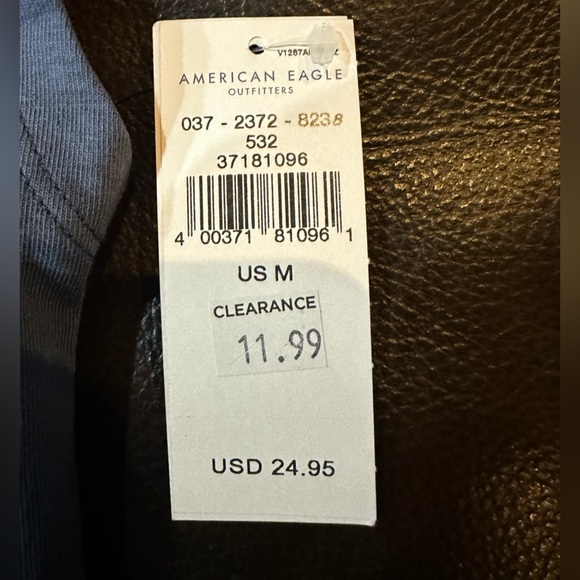 AMERICAN EAGLE
OUTFITTERS
037 - 2372 - 8238
532
37181096
4 00371 81096 1
US M
CLEARANCE
11.99
USD 24.95